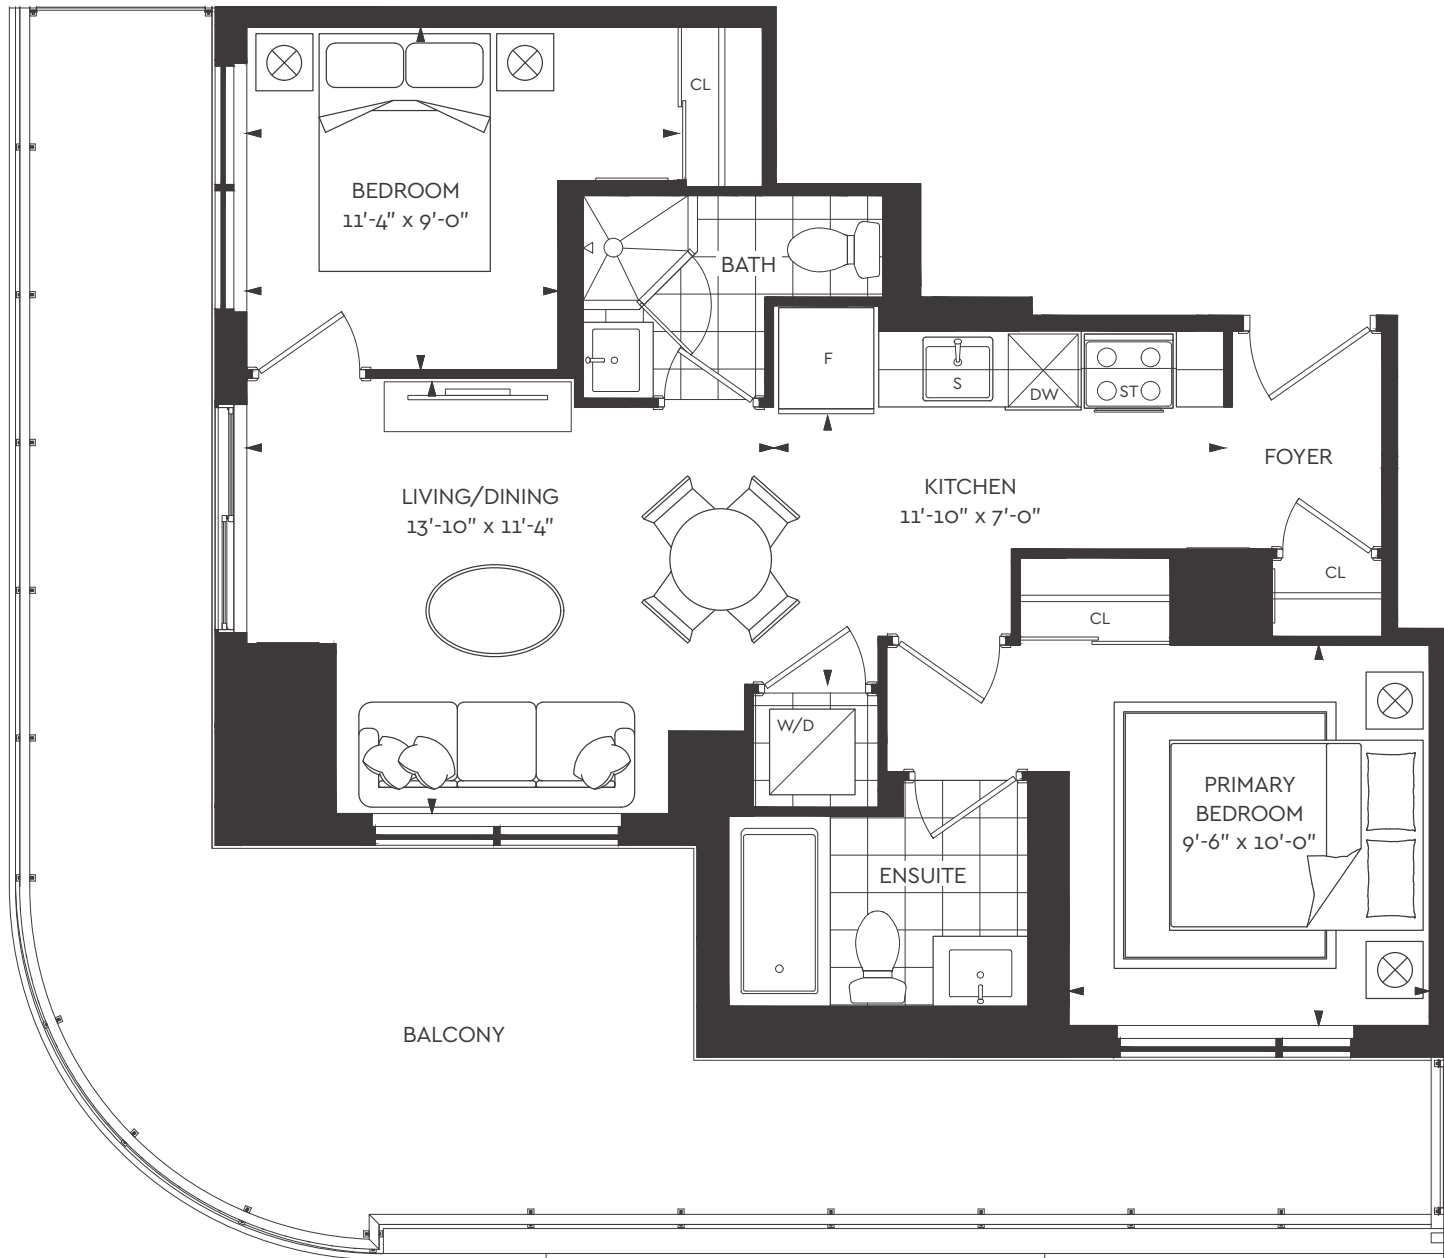 CL
BEDROOM
11'-4" x 9'-0"
BATH
F
S
DW
ST
FOYER
LIVING/DINING
13'-10" x 11'-4"
KITCHEN
11'-10" x 7'-0"
CL
CL
W/D
PRIMARY
BEDROOM
9'-6" x 10'-0"
ENSUITE
BALCONY